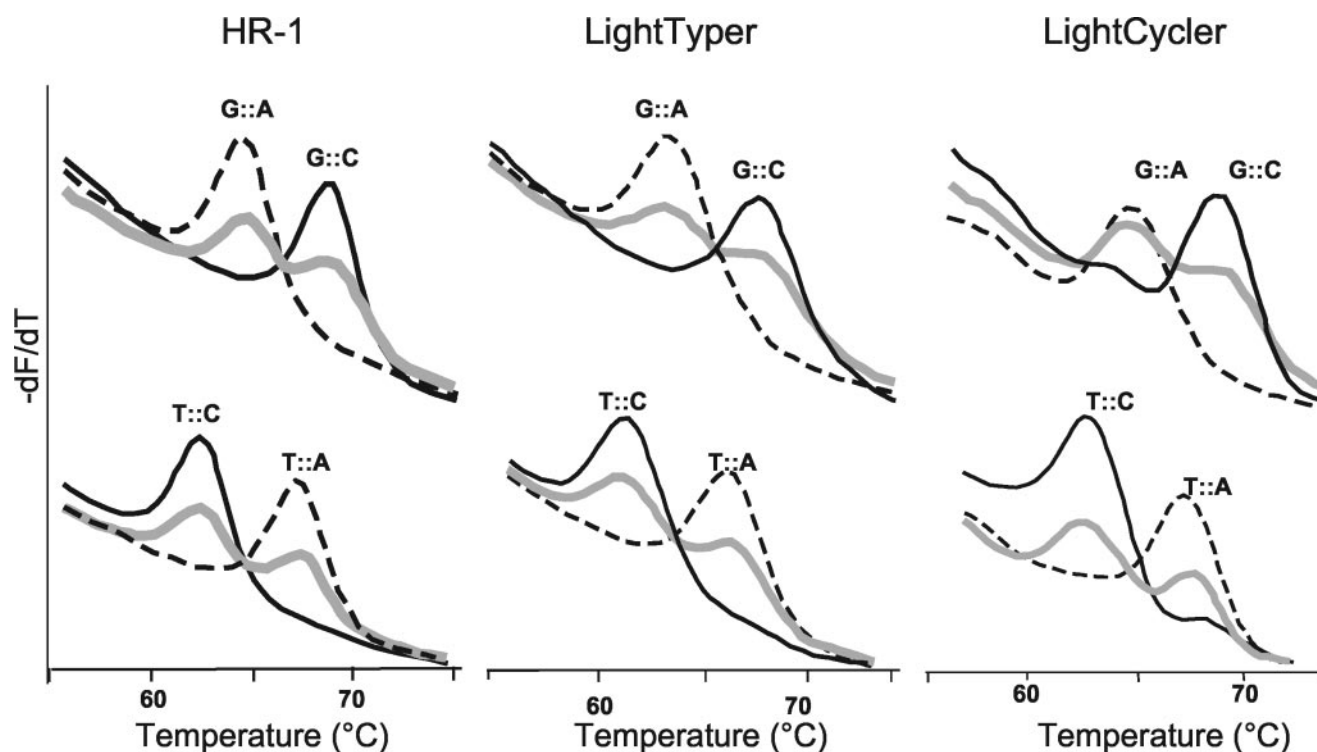 HR-1 LightTyper LightCycler
G::A G::A
G::C G::C G::A G::C
-dF/dT
T::C T::C T::C
T::A T::A T::A
60 70 60 70 60 70
Temperature (°C) Temperature (°C) Temperature (°C)